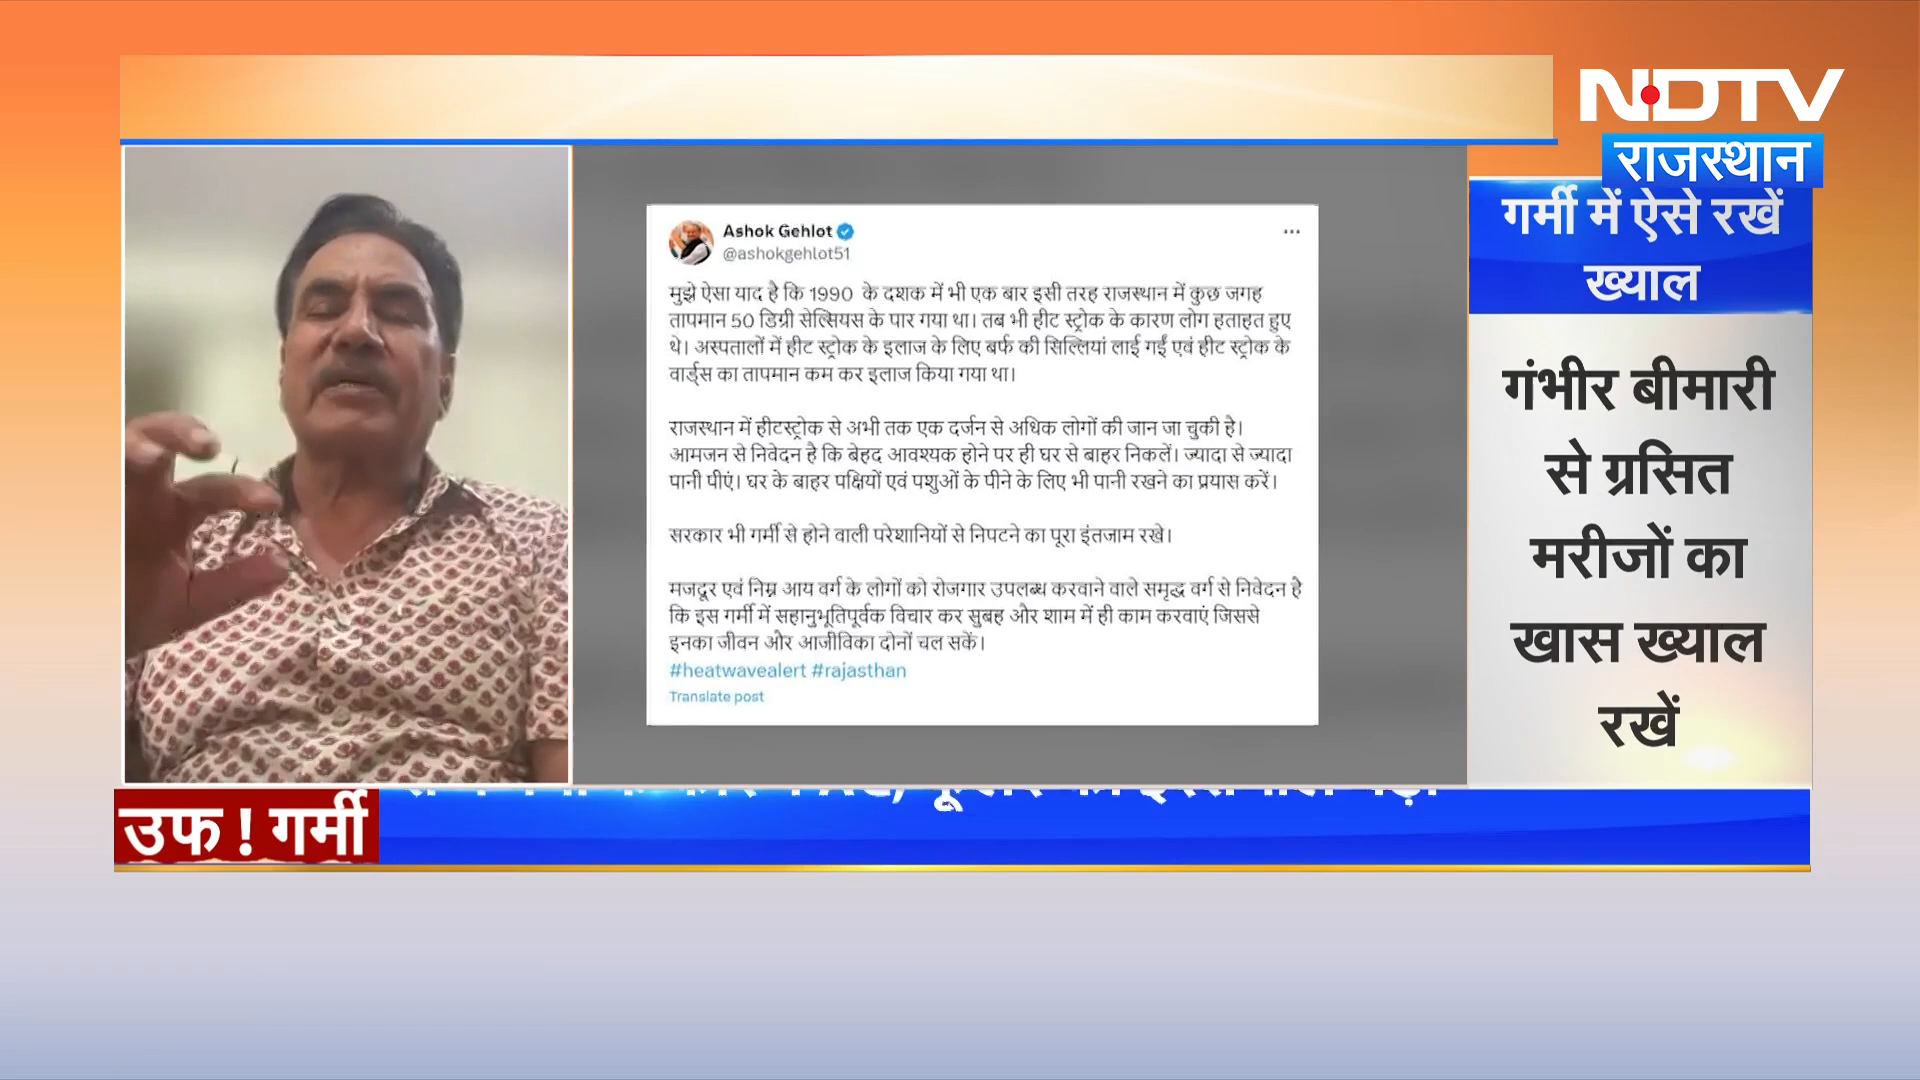 NDTV
राजस्थान
Ashok Gehlot
@ashokgehlot51
मुझे ऐसा याद है कि 1990 के दशक में भी एक बार इसी तरह राजस्थान में कुछ जगह
तापमान 50 डिग्री सेल्सियस के पार गया था। तब भी हीट स्ट्रोक के कारण लोग हताहत हुए
थे। अस्पतालों में हीट स्ट्रोक के इलाज के लिए बर्फ की सिल्लियां लाई गईं एवं हीट स्ट्रोक के
वार्ड्स का तापमान कम कर इलाज किया गया था।
राजस्थान में हीटस्ट्रोक से अभी तक एक दर्जन से अधिक लोगों की जान जा चुकी है।
आमजन से निवेदन है कि बेहद आवश्यक होने पर ही घर से बाहर निकलें। ज्यादा से ज्यादा
पानी पीएं। घर के बाहर पक्षियों एवं पशुओं के पीने के लिए भी पानी रखने का प्रयास करें।
सरकार भी गर्मी से होने वाली परेशानियों से निपटने का पूरा इंतजाम रखे।
मजदूर एवं निम्न आय वर्ग के लोगों को रोजगार उपलब्ध करवाने वाले समृद्ध वर्ग से निवेदन है
कि इस गर्मी में सहानुभूतिपूर्वक विचार कर सुबह और शाम में ही काम करवाएं जिससे
इनका जीवन और आजीविका दोनों चल सकें।
#heatwavealert #rajasthan
Translate post
गर्मी में ऐसे रखें
ख्याल
गंभीर बीमारी
से ग्रसित
मरीजों का
खास ख्याल
रखें
उफ ! गर्मी